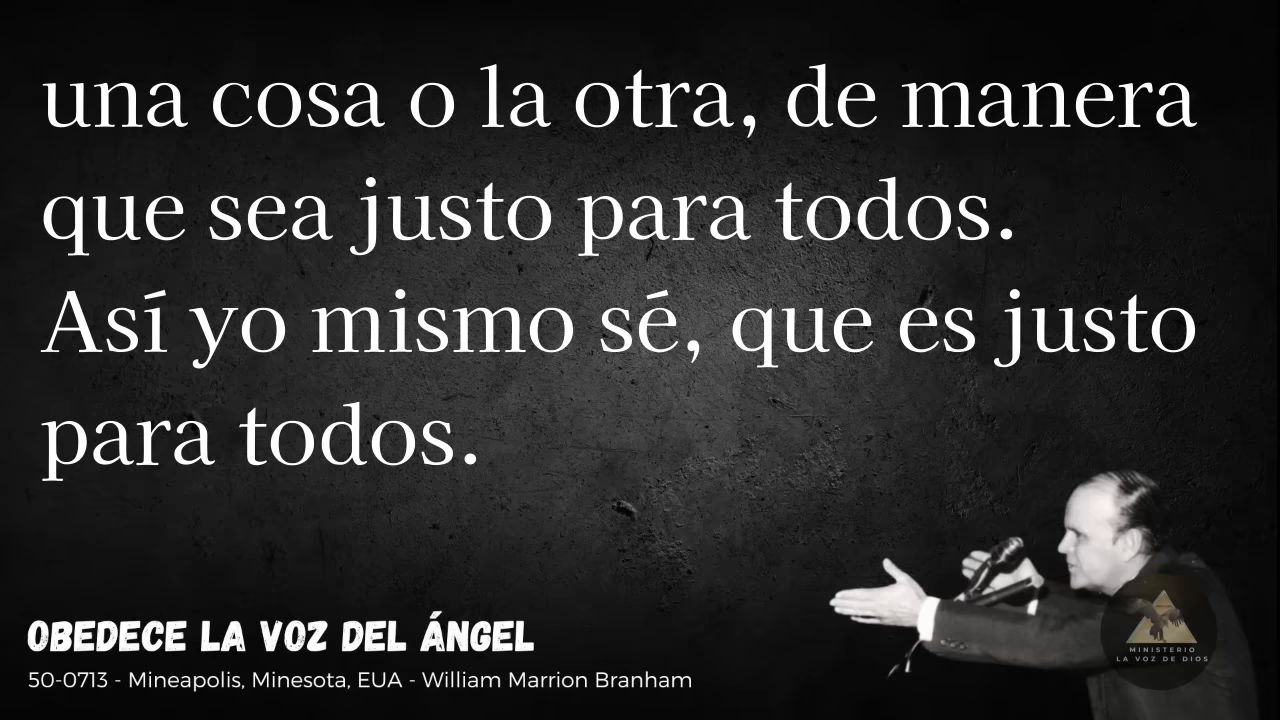 una cosa o la otra, de manera
que sea justo para todos.
Así yo mismo sé, que es justo
para todos.
OBEDECE LA VOZ DEL ÁNGEL
50-0713 - Mineapolis, Minesota, EUA - William Marrion Branham
MINISTERIO
LA VOZ DE DIOS